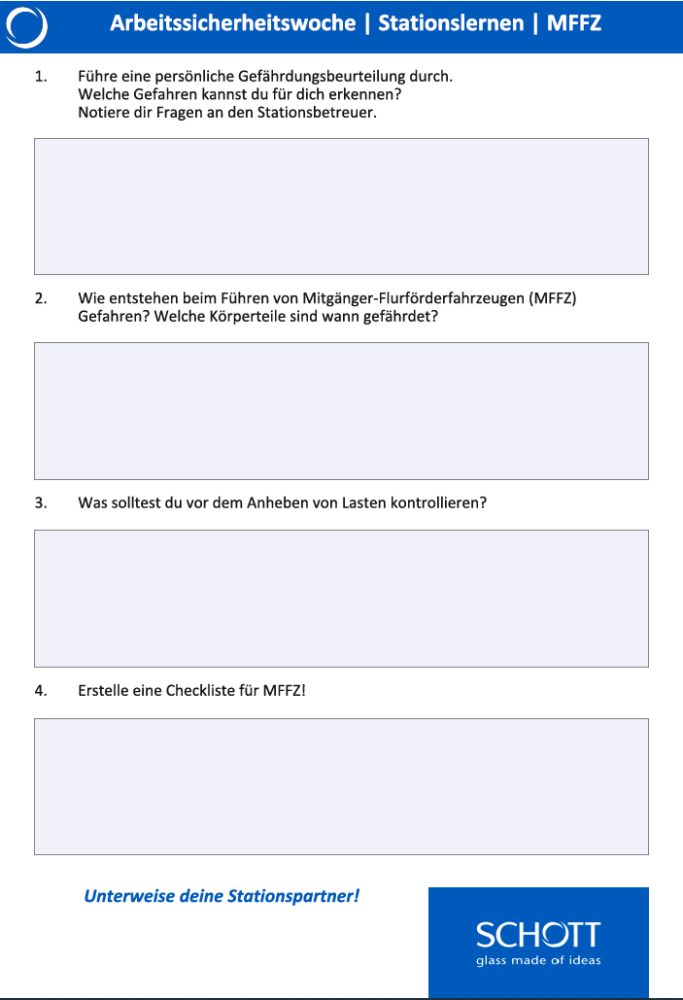 Arbeitssicherheitswoche | Stationslernen | MFFZ
1. Führe eine persönliche Gefährdungsbeurteilung durch.
Welche Gefahren kannst du für dich erkennen?
Notiere dir Fragen an den Stationsbetreuer.
2. Wie entstehen beim Führen von Mitgänger-Flurförderfahrzeugen (MFFZ)
Gefahren? Welche Körperteile sind wann gefährdet?
3. Was solltest du vor dem Anheben von Lasten kontrollieren?
4. Erstelle eine Checkliste für MFFZ!
Unterweise deine Stationspartner!
SCHOTT
glass made of ideas